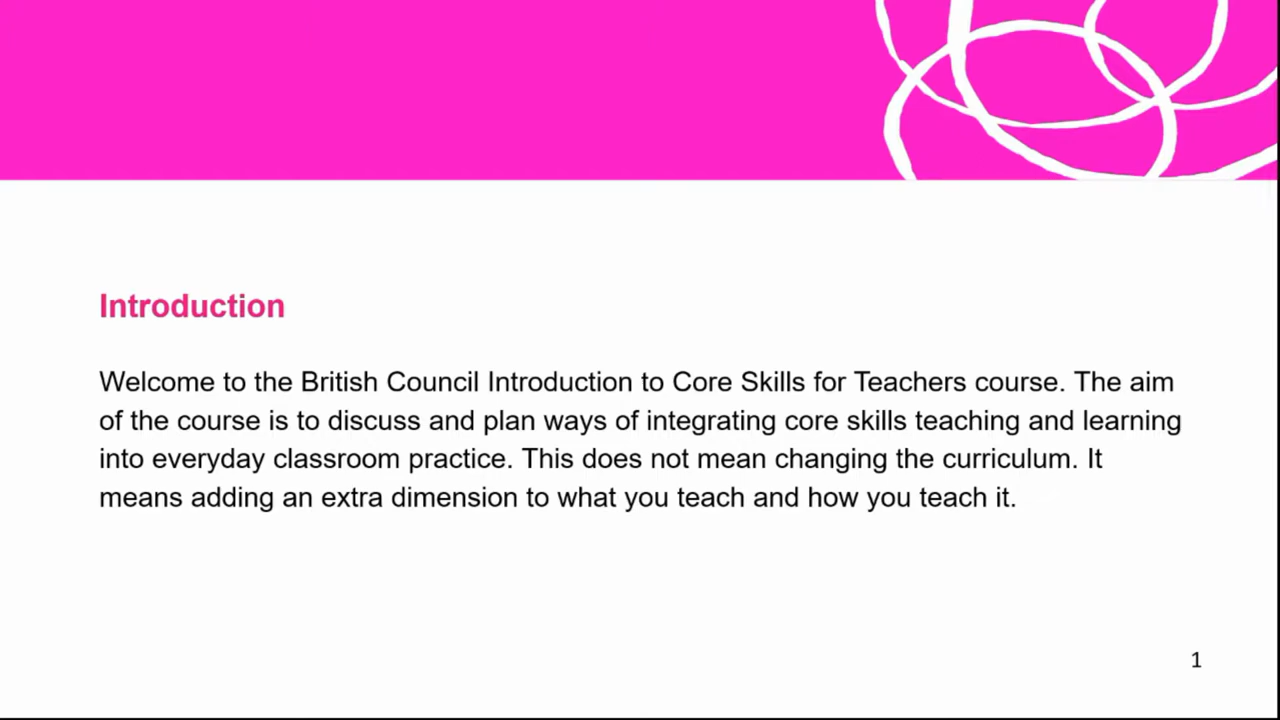 Introduction
Welcome to the British Council Introduction to Core Skills for Teachers course. The aim
of the course is to discuss and plan ways of integrating core skills teaching and learning
into everyday classroom practice. This does not mean changing the curriculum. It
means adding an extra dimension to what you teach and how you teach it.
1